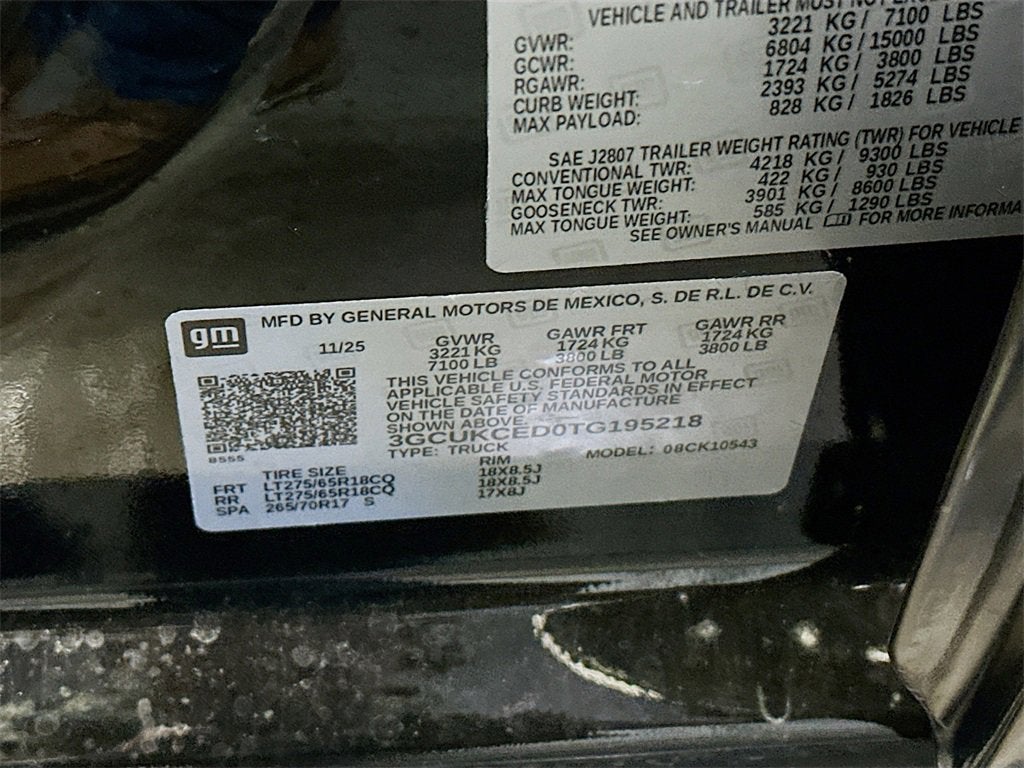 VEHICLE AND TRAILER MUST NOT
3221 KG / 7100 LBS
GVWR: 6804 KG / 15000 LBS
GCWR: 1724 KG / 3800 LBS
RGAWR: 2393 KG / 5274 LBS
CURB WEIGHT: 828 KG / 1826 LBS
MAX PAYLOAD:
SAE J2807 TRAILER WEIGHT RATING (TWR) FOR VEHICLE
CONVENTIONAL TWR: 4218 KG / 9300 LBS
MAX TONGUE WEIGHT: 422 KG / 930 LBS
GOOSENECK TWR: 3901 KG / 8600 LBS
MAX TONGUE WEIGHT: 585 KG / 1290 LBS
SEE OWNER'S MANUAL FOR MORE INFORMA
gm MFD BY GENERAL MOTORS DE MEXICO, S. DE R.L. DE C.V.
11/25 GVWR GAWR FRT GAWR RR
3221 KG 1724 KG 1724 KG
7100 LB 3800 LB 3800 LB
THIS VEHICLE CONFORMS TO ALL
APPLICABLE U.S. FEDERAL MOTOR
VEHICLE SAFETY STANDARDS IN EFFECT
ON THE DATE OF MANUFACTURE
SHOWN ABOVE.
3GCUKCED0TG195218
8555 TYPE: TRUCK MODEL: 08CK10543
TIRE SIZE RIM
FRT LT275/65R18CQ 18X8.5J
RR LT275/65R18CQ 18X8.5J
SPA 265/70R17 S 17X8J